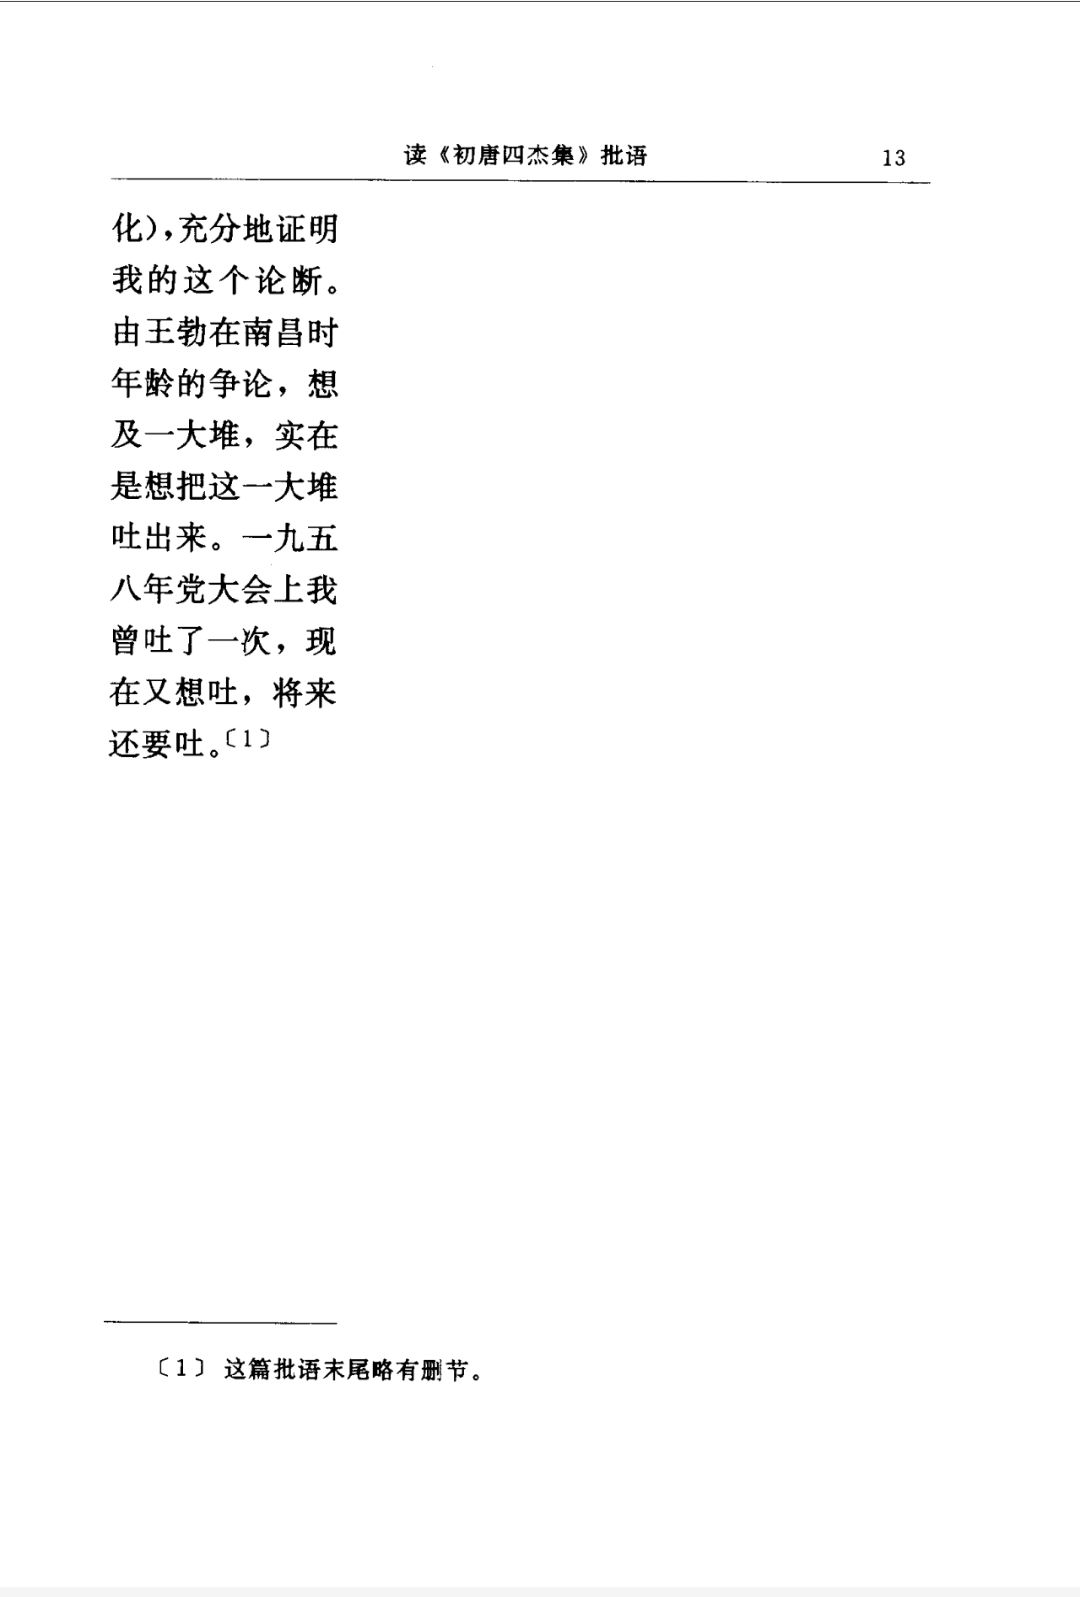 读《初唐四杰集》批语 13
化），充分地证明
我的这个论断。
由王勃在南昌时
年龄的争论，想
及一大堆，实在
是想把这一大堆
吐出来。一九五
八年党大会上我
曾吐了一次，现
在又想吐，将来
还要吐。〔1〕
〔1〕 这篇批语末尾略有删节。